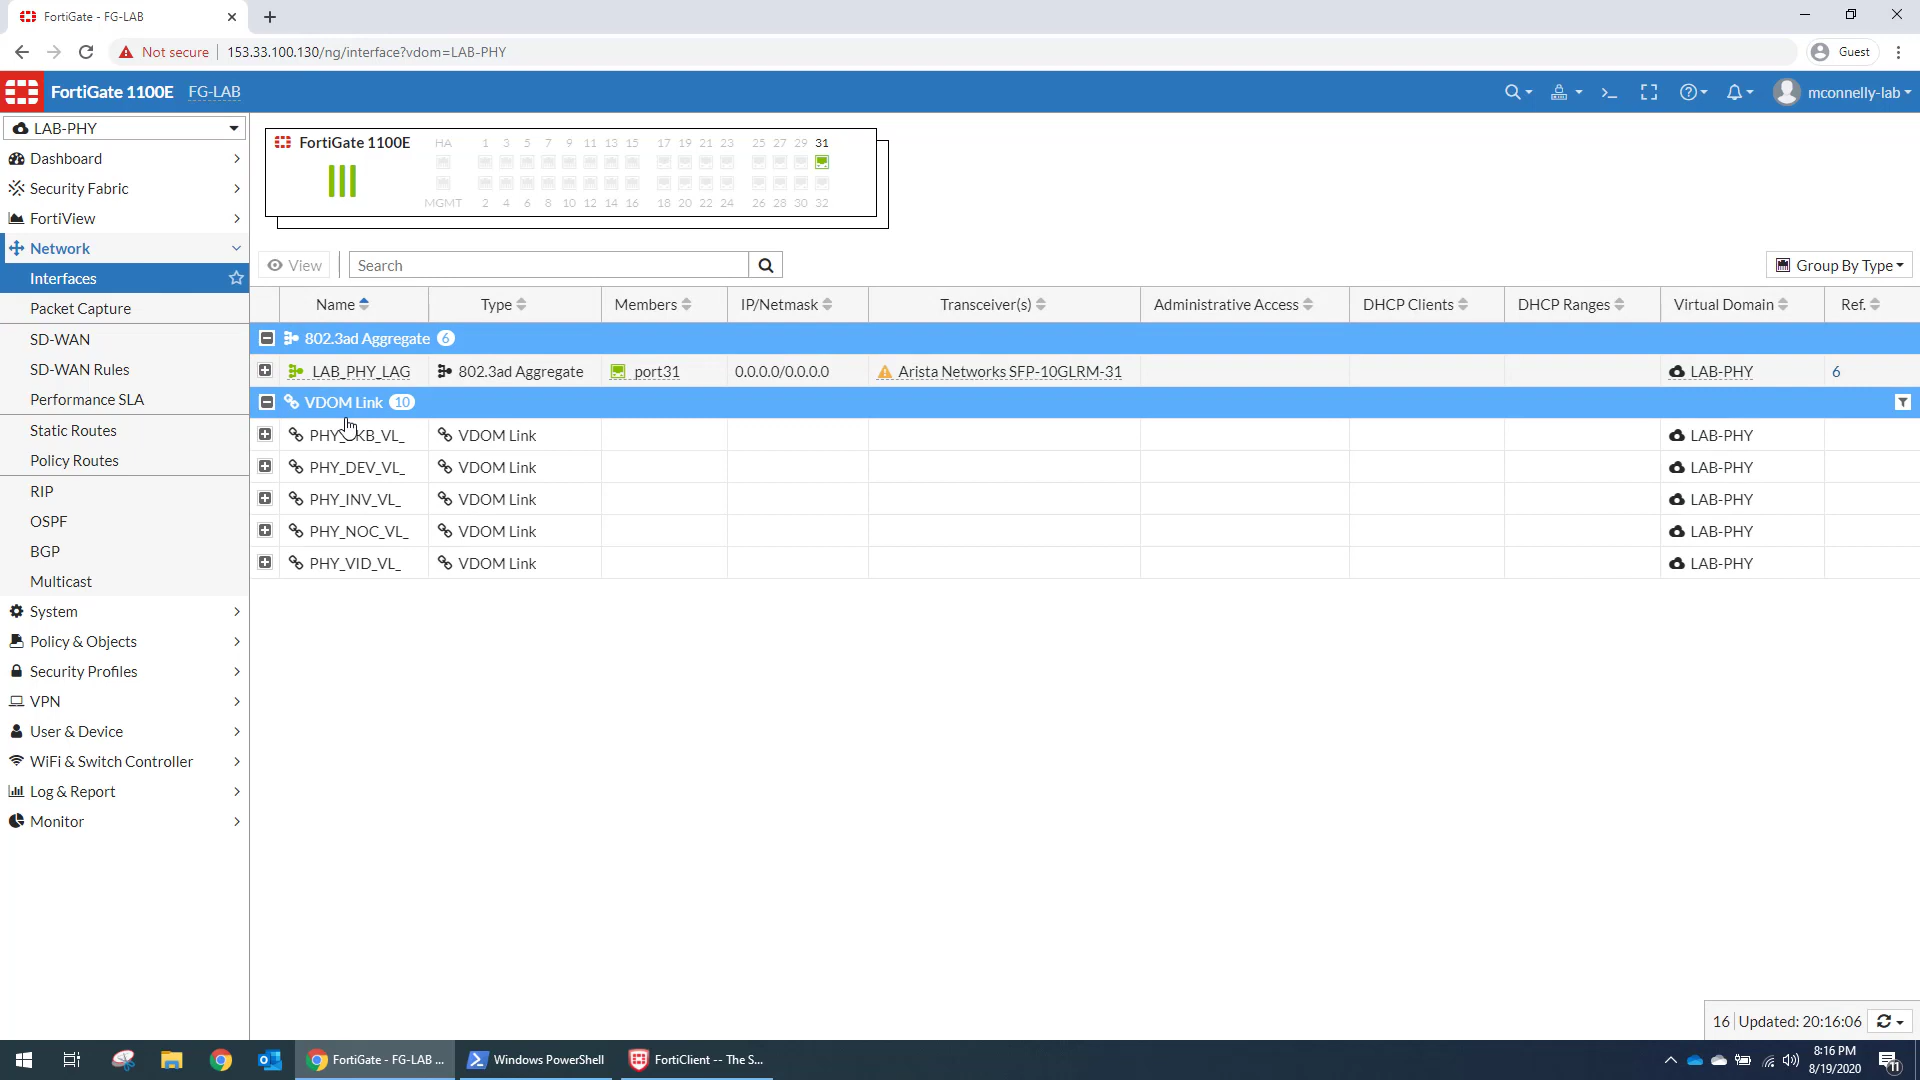 FortiGate - FG-LAB
Not secure
153.33.100.130/ng/interface?vdom=LAB-PHY
Guest
FortiGate 1100E FG-LAB
mconnelly-lab
LAB-PHY
Dashboard
Security Fabric
FortiView
Network
Interfaces
Packet Capture
SD-WAN
SD-WAN Rules
Performance SLA
Static Routes
Policy Routes
RIP
OSPF
BGP
Multicast
System
Policy & Objects
Security Profiles
VPN
User & Device
WiFi & Switch Controller
Log & Report
Monitor
FortiGate 1100E
HA 1 3 5 7 9 11 13 15 17 19 21 23 25 27 29 31
MGMT 2 4 6 8 10 12 14 16 18 20 22 24 26 28 30 32
View
Search
Group By Type
Name Type Members IP/Netmask Transceiver(s) Administrative Access DHCP Clients DHCP Ranges Virtual Domain Ref.
802.3ad Aggregate 6
LAB_PHY_LAG 802.3ad Aggregate port31 0.0.0.0/0.0.0.0 Arista Networks SFP-10GLRM-31 LAB-PHY 6
VDOM Link 10
VDOM Link LAB-PHY
PHY_DEV_VL_ VDOM Link LAB-PHY
PHY_INV_VL_ VDOM Link LAB-PHY
PHY_NOC_VL_ VDOM Link LAB-PHY
PHY_VID_VL_ VDOM Link LAB-PHY
16 Updated: 20:16:06
FortiGate - FG-LAB ...
Windows PowerShell
FortiClient -- The S...
8:16 PM
8/19/2020
11